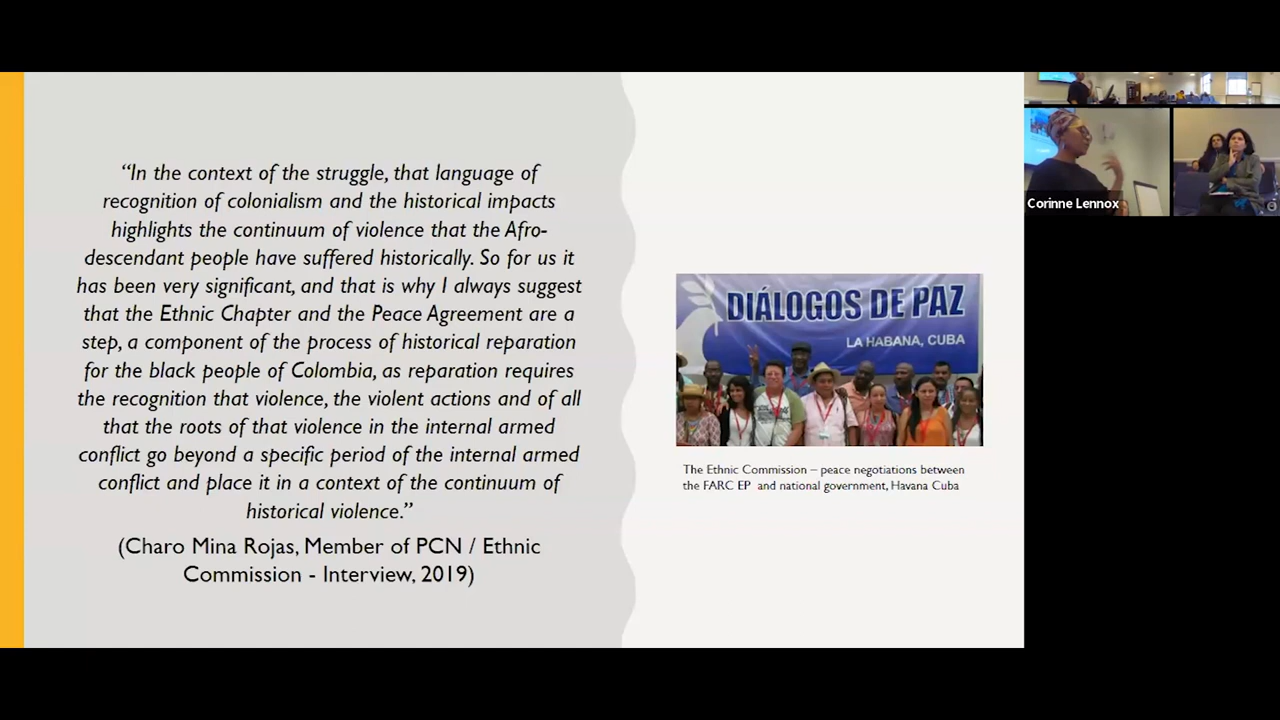 “In the context of the struggle, that language of
recognition of colonialism and the historical impacts
highlights the continuum of violence that the Afro-
descendant people have suffered historically. So for us it
has been very significant, and that is why I always suggest
that the Ethnic Chapter and the Peace Agreement are a
step, a component of the process of historical reparation
for the black people of Colombia, as reparation requires
the recognition that violence, the violent actions and of all
that the roots of that violence in the internal armed
conflict go beyond a specific period of the internal armed
conflict and place it in a context of the continuum of
historical violence.”
(Charo Mina Rojas, Member of PCN / Ethnic
Commission - Interview, 2019)
DIÁLOGOS DE PAZ
LA HABANA, CUBA
The Ethnic Commission – peace negotiations between
the FARC EP and national government, Havana Cuba
Corinne Lennox